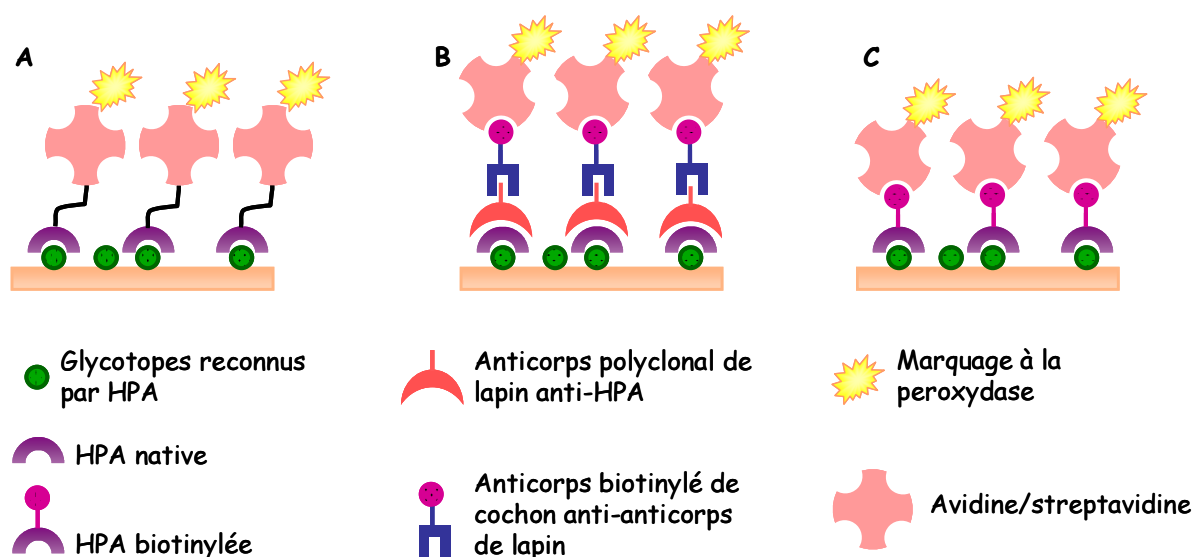 A
B
C
Glycotopes reconnus
par HPA
HPA native
HPA biotinylée
Anticorps polyclonal de
lapin anti-HPA
Anticorps biotinylé de
cochon anti-anticorps
de lapin
Marquage à la
peroxydase
Avidine/streptavidine